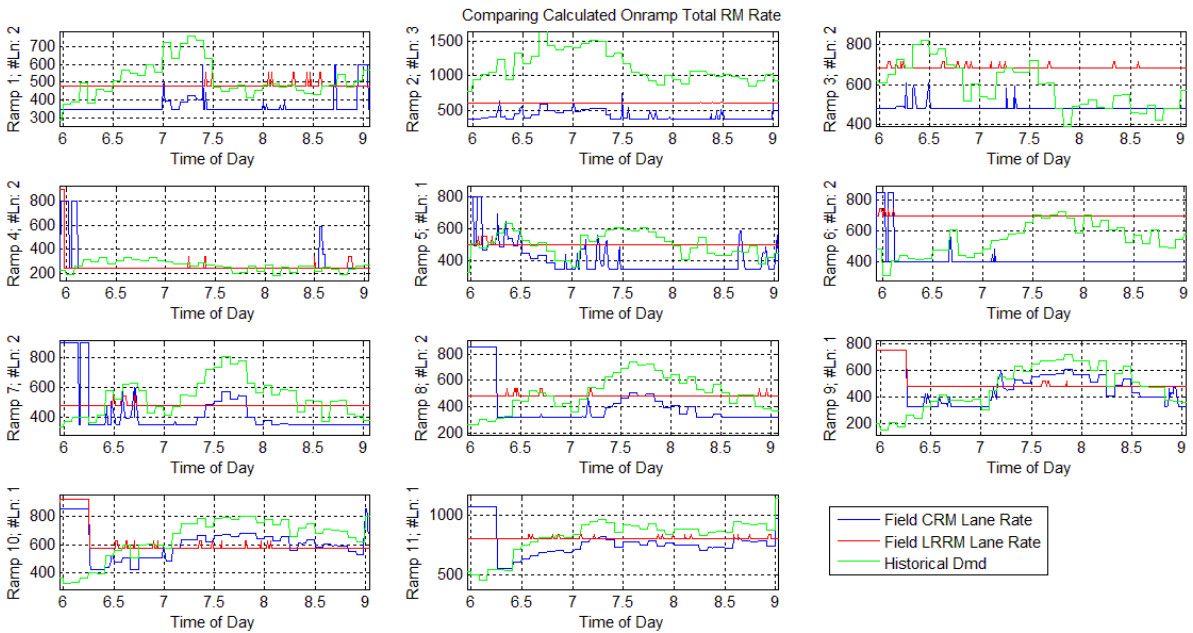 Comparing Calculated Onramp Total RM Rate
Ramp 1, #Ln: 2
700
600
500
400
300
6 6.5 7 7.5 8 8.5 9
Time of Day
Ramp 2, #Ln: 3
1500
1000
500
6 6.5 7 7.5 8 8.5 9
Time of Day
Ramp 3, #Ln: 2
800
600
400
6 6.5 7 7.5 8 8.5 9
Time of Day
Ramp 4; #Ln: 2
800
600
400
200
6 6.5 7 7.5 8 8.5 9
Time of Day
Ramp 5; #Ln: 1
800
600
400
6 6.5 7 7.5 8 8.5 9
Time of Day
Ramp 6; #Ln: 2
800
600
400
6 6.5 7 7.5 8 8.5 9
Time of Day
Ramp 7; #Ln: 2
800
600
400
6 6.5 7 7.5 8 8.5 9
Time of Day
Ramp 8; #Ln: 2
800
600
400
200
6 6.5 7 7.5 8 8.5 9
Time of Day
Ramp 9; #Ln: 1
800
600
400
200
6 6.5 7 7.5 8 8.5 9
Time of Day
Ramp 10; #Ln: 1
800
600
400
6 6.5 7 7.5 8 8.5 9
Time of Day
Ramp 11; #Ln: 1
1000
500
6 6.5 7 7.5 8 8.5 9
Time of Day
Field CRM Lane Rate
Field LRRM Lane Rate
Historical Dmd